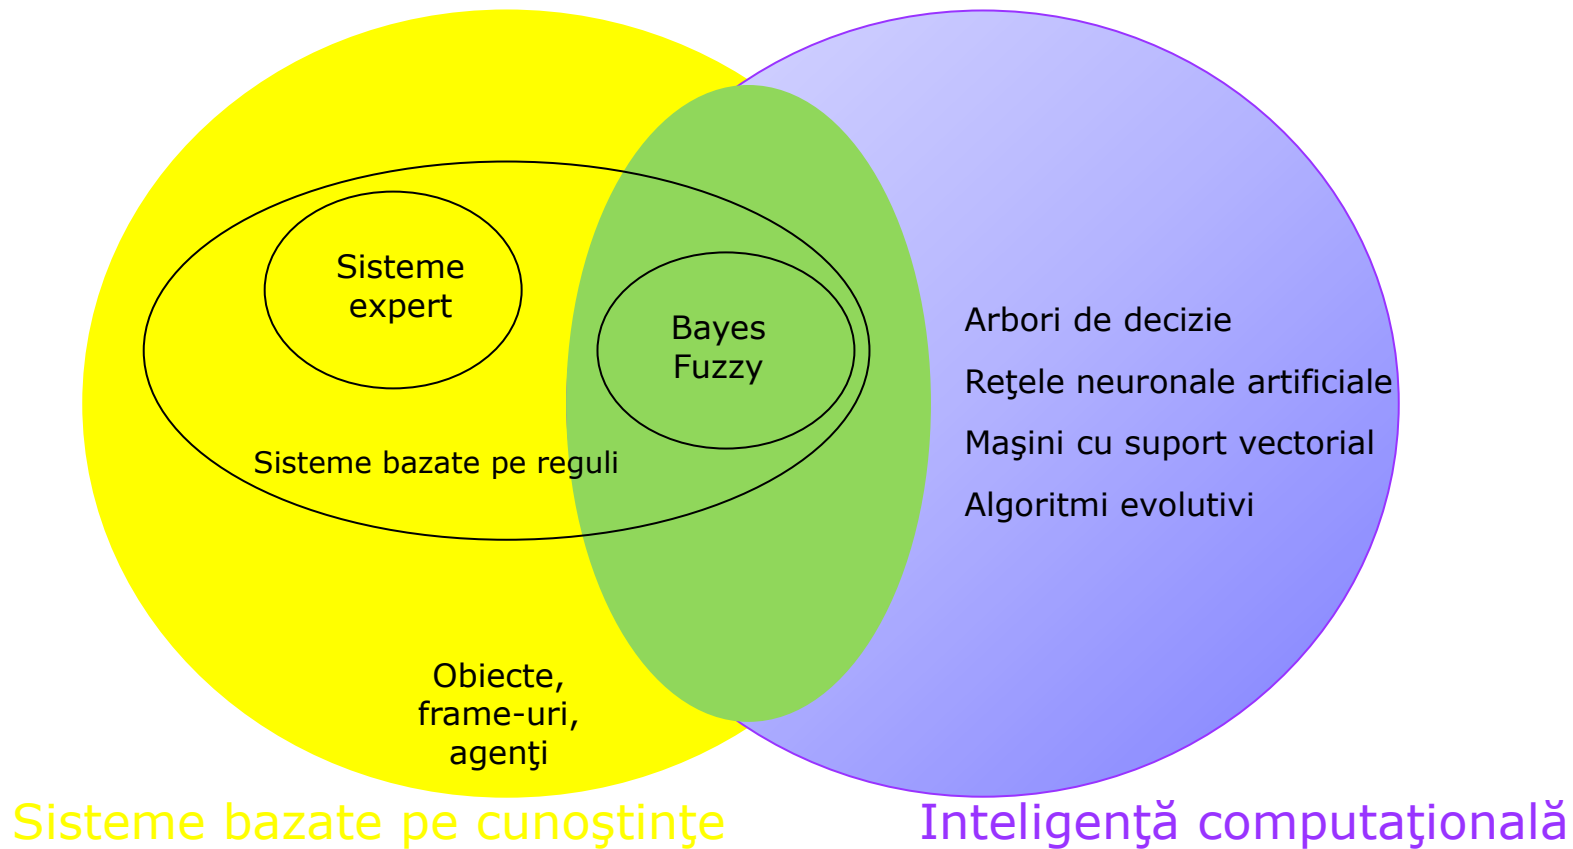 Sisteme
expert
Bayes
Fuzzy
Sisteme bazate pe reguli
Obiecte,
frame-uri,
agenţi
Arbori de decizie
Reţele neuronale artificiale
Maşini cu suport vectorial
Algoritmi evolutivi
Sisteme bazate pe cunoştinţe
Inteligenţă computaţională